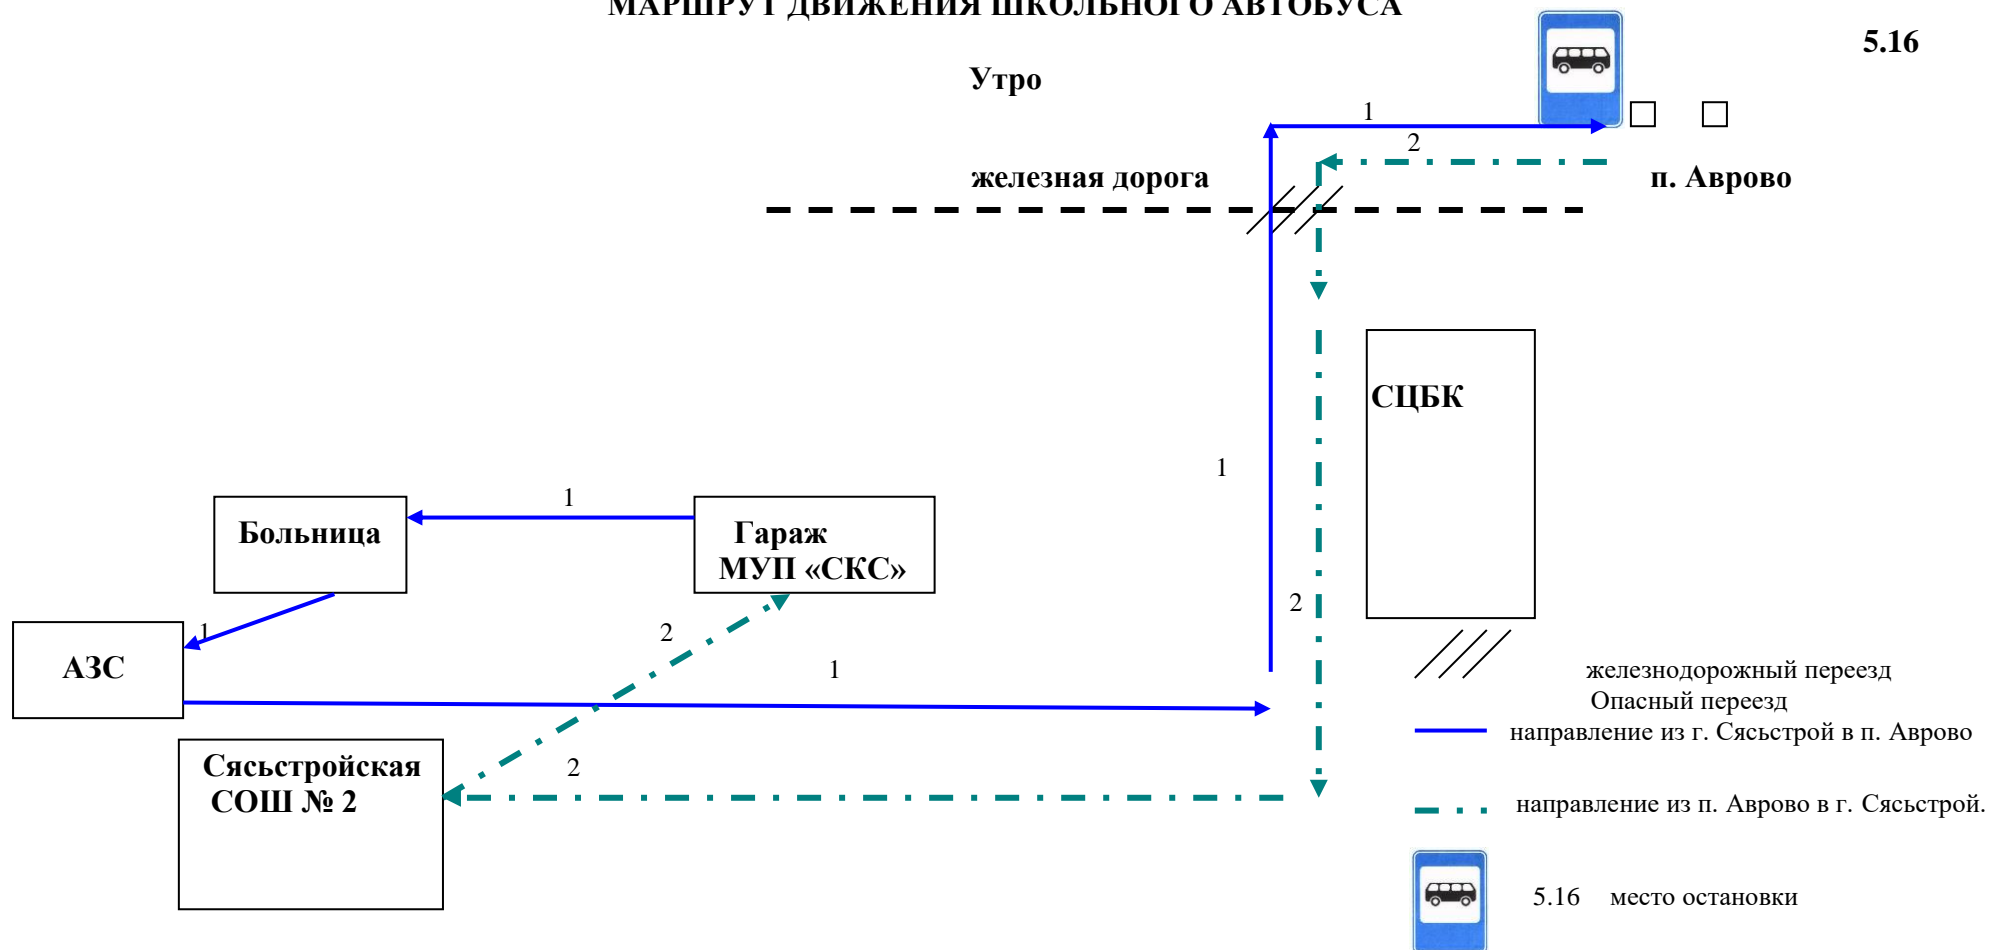 МАРШРУТ ДВИЖЕНИЯ ШКОЛЬНОГО АВТОБУСА
5.16
Утро
1
2
железная дорога
п. Аврово
СЦБК
1
1
Больница
Гараж
МУП «СКС»
2
1
2
АЗС
1
железнодорожный переезд
Опасный переезд
направление из г. Сясьстрой в п. Аврово
Сясьстройская
СОШ № 2
2
направление из п. Аврово в г. Сясьстрой.
5.16 место остановки